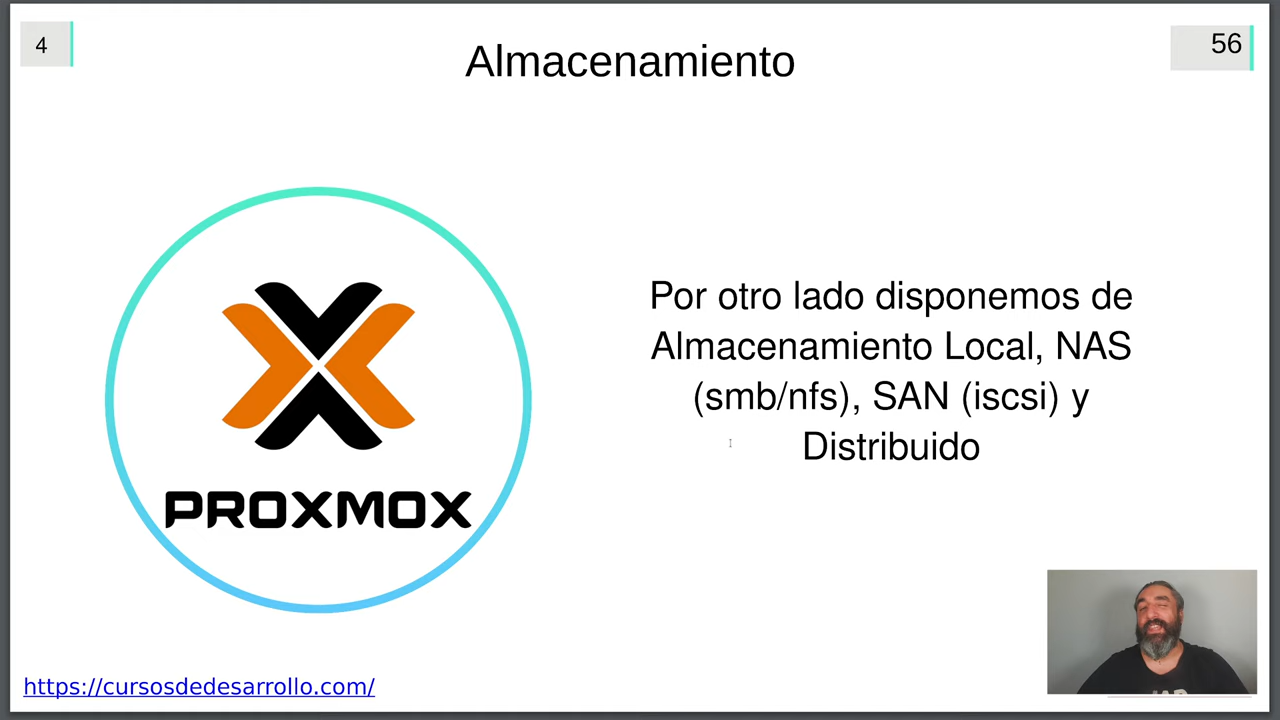 4
Almacenamiento
56
Por otro lado disponemos de
Almacenamiento Local, NAS
(smb/nfs), SAN (iscsi) y
Distribuido
PROXMOX
https://cursosdedesarrollo.com/